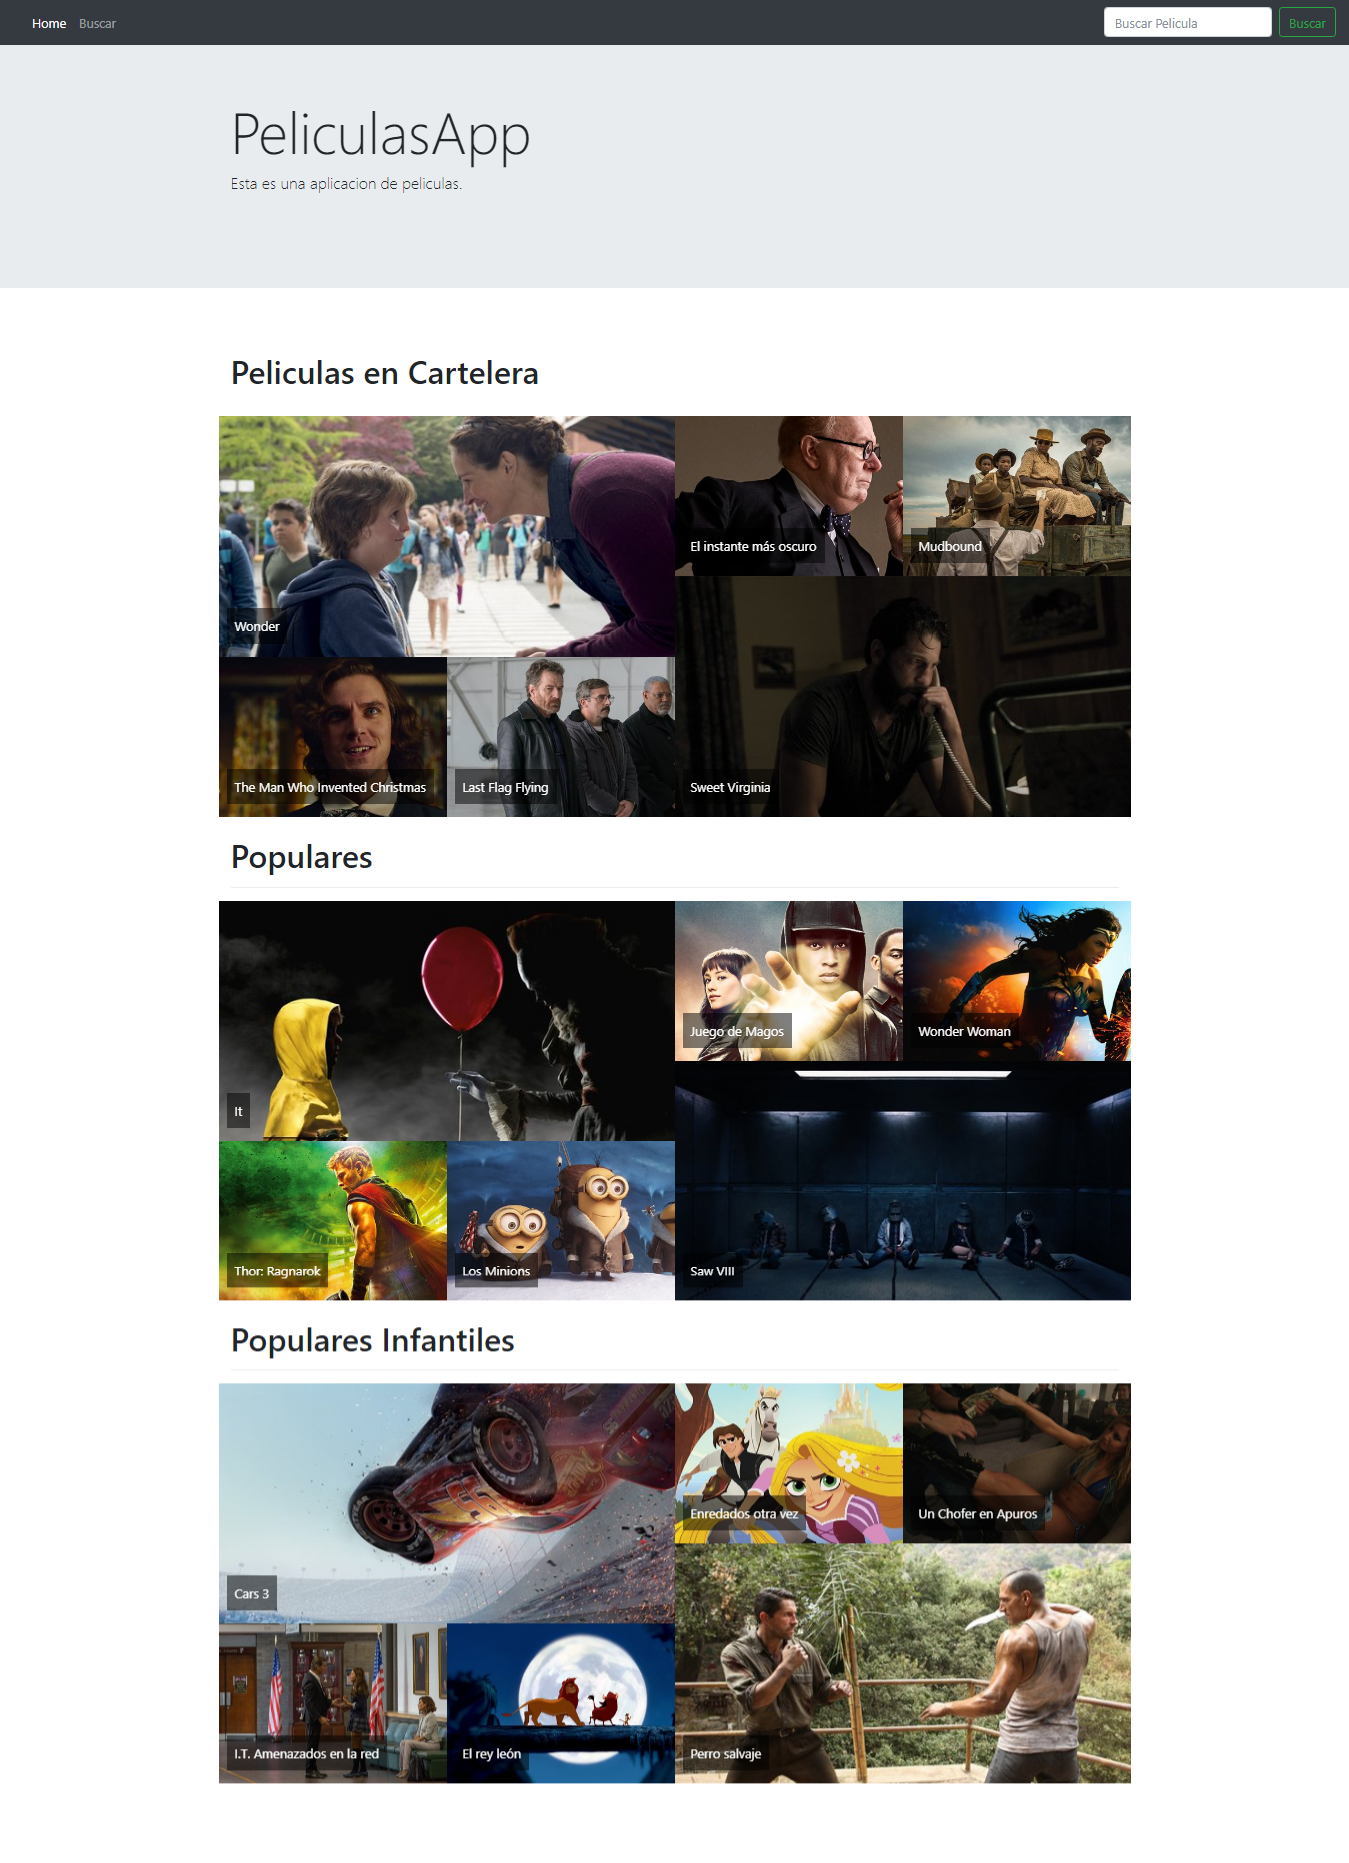 Home Buscar Buscar Pelicula Buscar
PeliculasApp
Esta es una aplicacion de peliculas.
Peliculas en Cartelera
Wonder
El instante más oscuro
Mudbound
The Man Who Invented Christmas
Last Flag Flying
Sweet Virginia
Populares
It
Juego de Magos
Wonder Woman
Thor: Ragnarok
Los Minions
Saw VIII
Populares Infantiles
Cars 3
Enredados otra vez
Un Chofer en Apuros
I.T. Amenazados en la red
El rey león
Perro salvaje